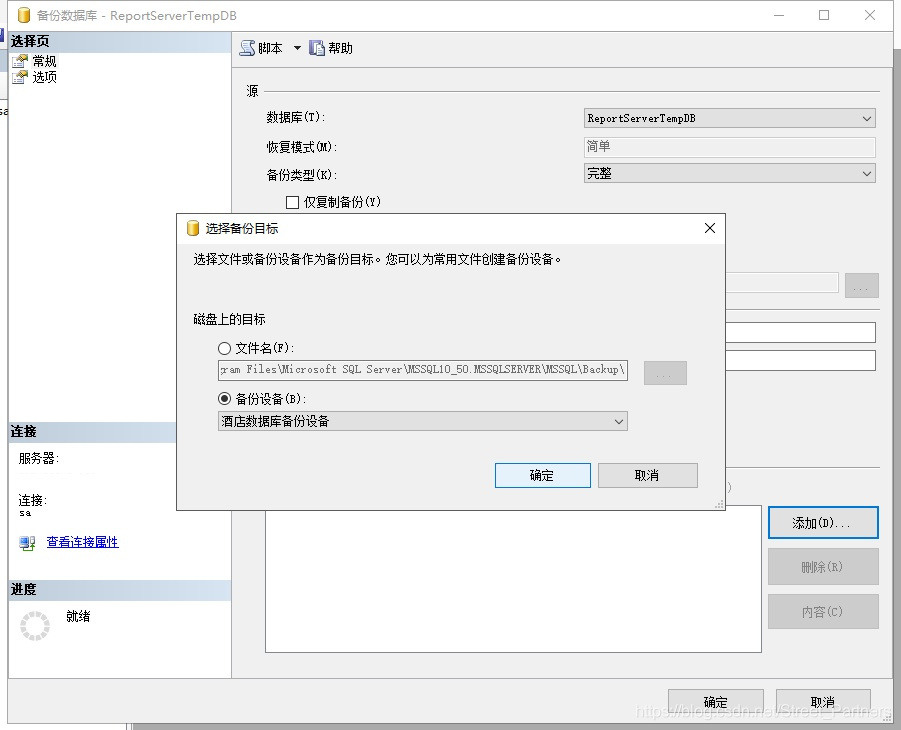 备份数据库 - ReportServerTempDB
选择页
常规
选项
脚本
帮助
源
数据库(T):
ReportServerTempDB
恢复模式(M):
简单
备份类型(K):
完整
仅复制备份(Y)
选择备份目标
选择文件或备份设备作为备份目标。您可以为常用文件创建备份设备。
磁盘上的目标
文件名(F):
gram Files\Microsoft SQL Server\MSSQL10_50.MSSQLSERVER\MSSQL\Backup\
...
备份设备(B):
酒店数据库备份设备
确定
取消
...
连接
服务器:
连接:
sa
查看连接属性
进度
就绪
)
添加(D)...
删除(R)
内容(C)
确定
取消
https://blog.csdn.net/Street_Partners
sa